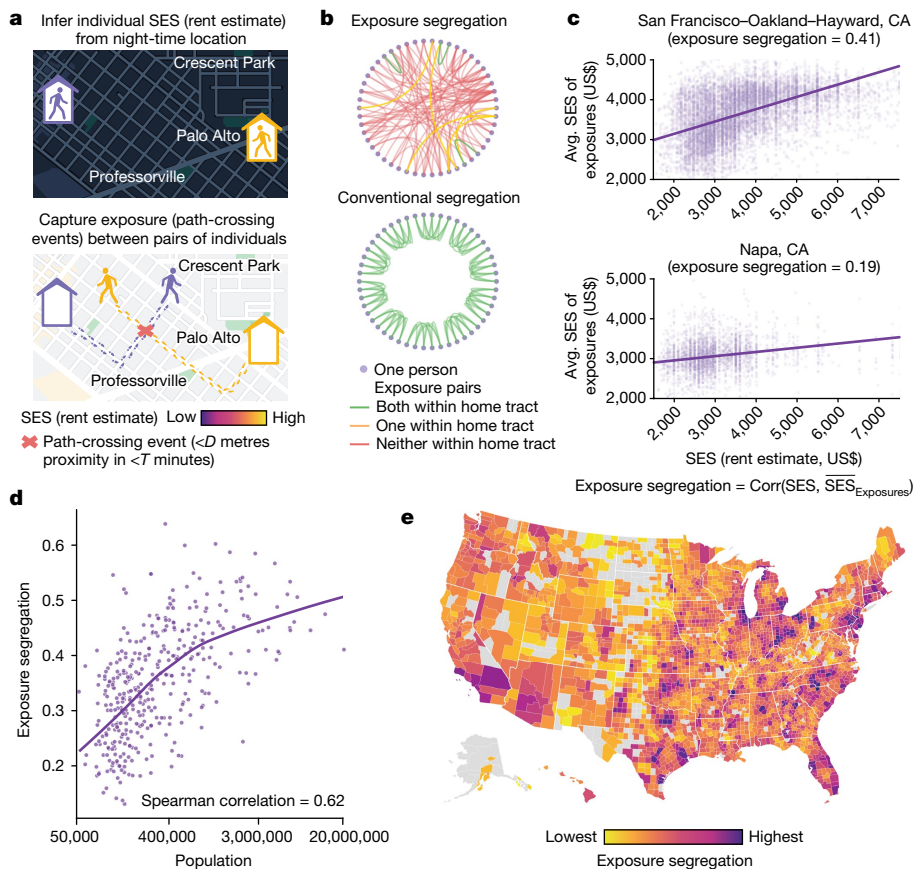 a
Infer individual SES (rent estimate)
from night-time location
Crescent Park
Palo Alto
Professorville
Capture exposure (path-crossing
events) between pairs of individuals
Crescent Park
Palo Alto
Professorville
SES (rent estimate) Low High
Path-crossing event (<D metres
proximity in <T minutes)
b
Exposure segregation
Conventional segregation
One person
Exposure pairs
Both within home tract
One within home tract
Neither within home tract
c
San Francisco–Oakland–Hayward, CA
(exposure segregation = 0.41)
Avg. SES of
exposures (US$)
5,000
4,000
3,000
2,000
2,000 3,000 4,000 5,000 6,000 7,000
Napa, CA
(exposure segregation = 0.19)
Avg. SES of
exposures (US$)
5,000
4,000
3,000
2,000
2,000 3,000 4,000 5,000 6,000 7,000
SES (rent estimate, US$)
Exposure segregation = Corr(SES, SES Exposures)
d
Exposure segregation
0.6
0.5
0.4
0.3
0.2
Spearman correlation = 0.62
50,000 400,000 3,000,000 20,000,000
Population
e
Lowest Highest
Exposure segregation